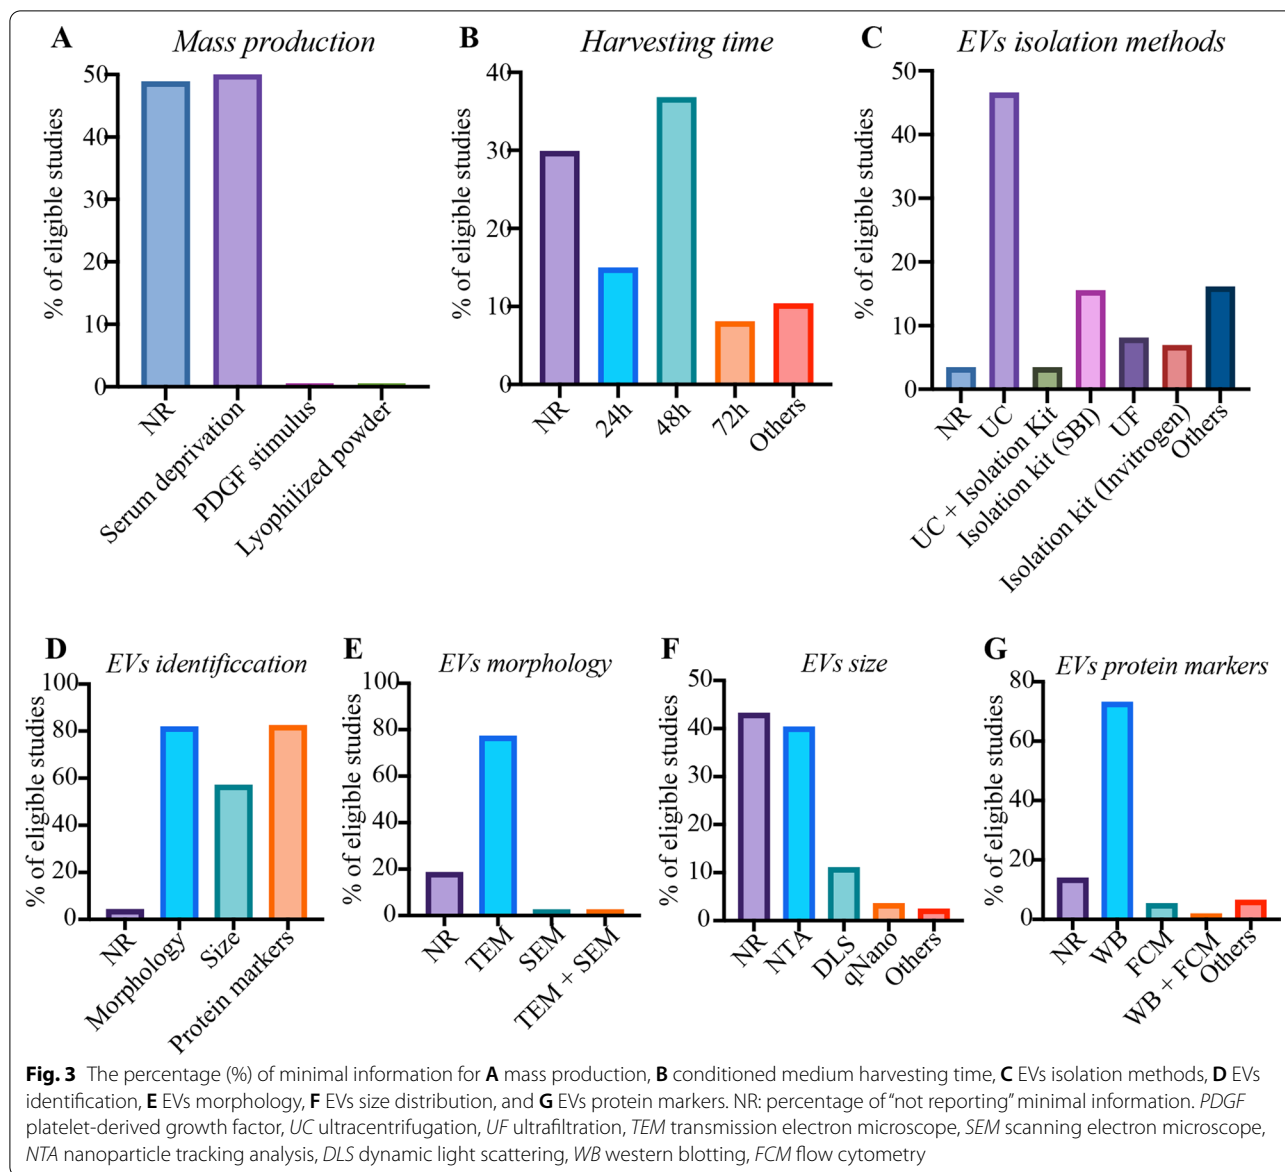 A Mass production
% of eligible studies
50
40
30
20
10
0
NR
Serum deprivation
PDGF stimulus
Lyophilized powder
B Harvesting time
% of eligible studies
40
30
20
10
0
NR
24h
48h
72h
Others
C EVs isolation methods
% of eligible studies
50
40
30
20
10
0
NR
UC
UC + Isolation Kit
Isolation kit (SBI)
UF
Isolation kit (Invitrogen)
Others
D EVs identificcation
% of eligible studies
100
80
60
40
20
0
NR
Morphology
Size
Protein markers
E EVs morphology
% of eligible studies
100
80
60
40
20
0
NR
TEM
SEM
TEM + SEM
F EVs size
% of eligible studies
50
40
30
20
10
0
NR
NTA
DLS
qNano
Others
G EVs protein markers
% of eligible studies
80
60
40
20
0
NR
WB
FCM
WB + FCM
Others
Fig. 3 The percentage (%) of minimal information for A mass production, B conditioned medium harvesting time, C EVs isolation methods, D EVs
identification, E EVs morphology, F EVs size distribution, and G EVs protein markers. NR: percentage of “not reporting” minimal information. PDGF
platelet-derived growth factor, UC ultracentrifugation, UF ultrafiltration, TEM transmission electron microscope, SEM scanning electron microscope,
NTA nanoparticle tracking analysis, DLS dynamic light scattering, WB western blotting, FCM flow cytometry